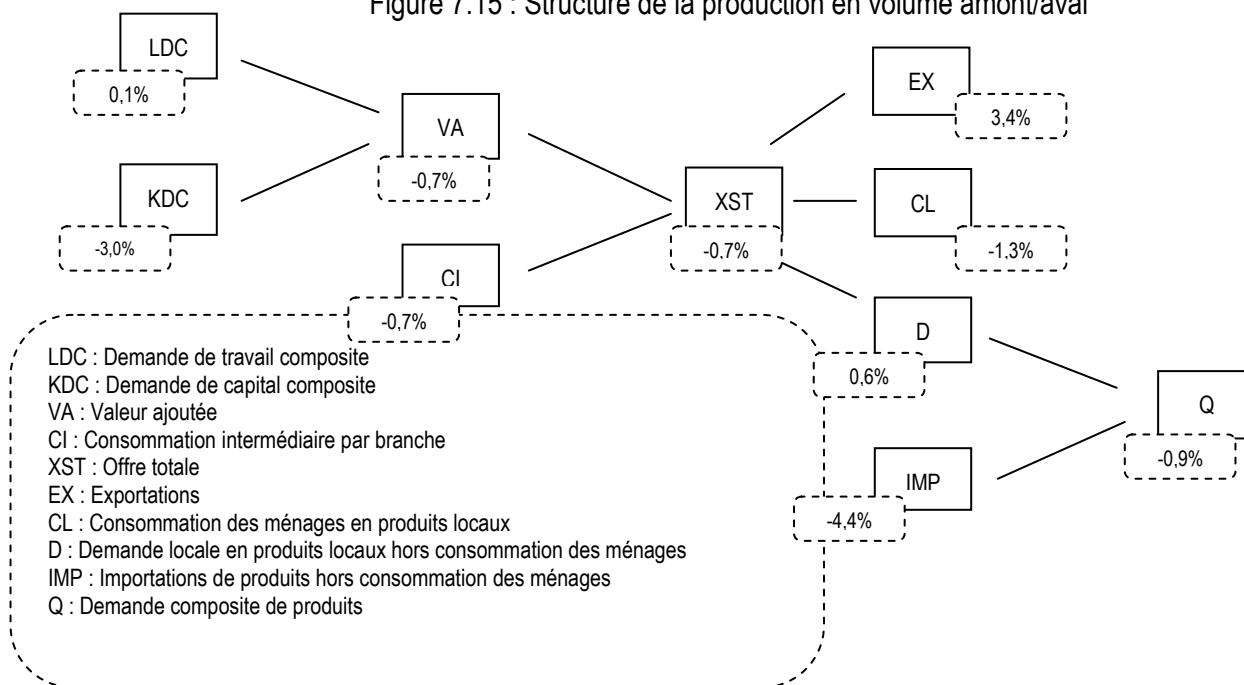 Figure 7.15 : Structure de la production en volume amont/aval
LDC
0,1%
EX
3,4%
VA
-0,7%
KDC
-3,0%
XST
-0,7%
CL
-1,3%
CI
-0,7%
D
0,6%
Q
-0,9%
IMP
-4,4%
LDC : Demande de travail composite
KDC : Demande de capital composite
VA : Valeur ajoutée
CI : Consommation intermédiaire par branche
XST : Offre totale
EX : Exportations
CL : Consommation des ménages en produits locaux
D : Demande locale en produits locaux hors consommation des ménages
IMP : Importations de produits hors consommation des ménages
Q : Demande composite de produits